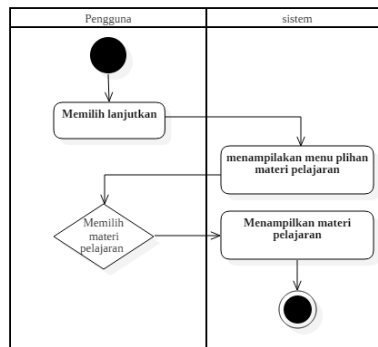 Pengguna
sistem
Memilih lanjutkan
menampilakan menu plihan
materi pelajaran
Memilih
materi
pelajaran
Menampilkan materi
pelajaran